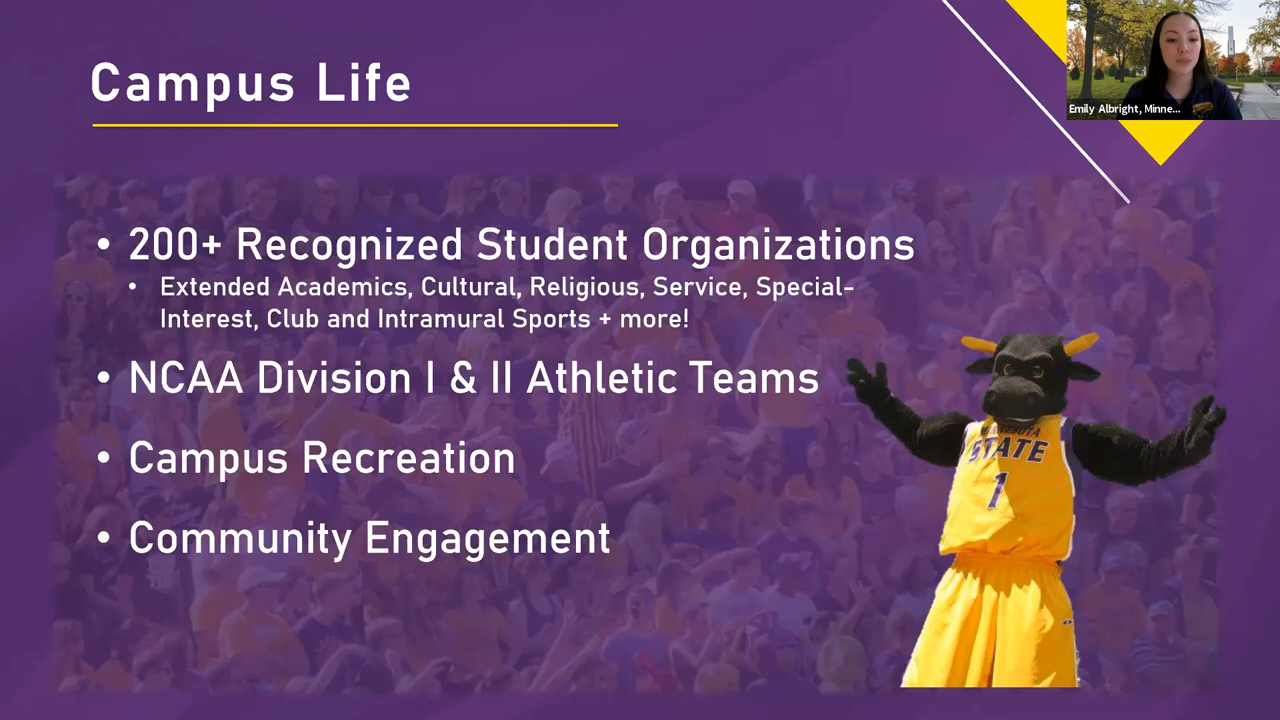 Campus Life
Emily Albright, Minne...
• 200+ Recognized Student Organizations
• Extended Academics, Cultural, Religious, Service, Special-
Interest, Club and Intramural Sports + more!
• NCAA Division I & II Athletic Teams
• Campus Recreation
• Community Engagement
STATE
1